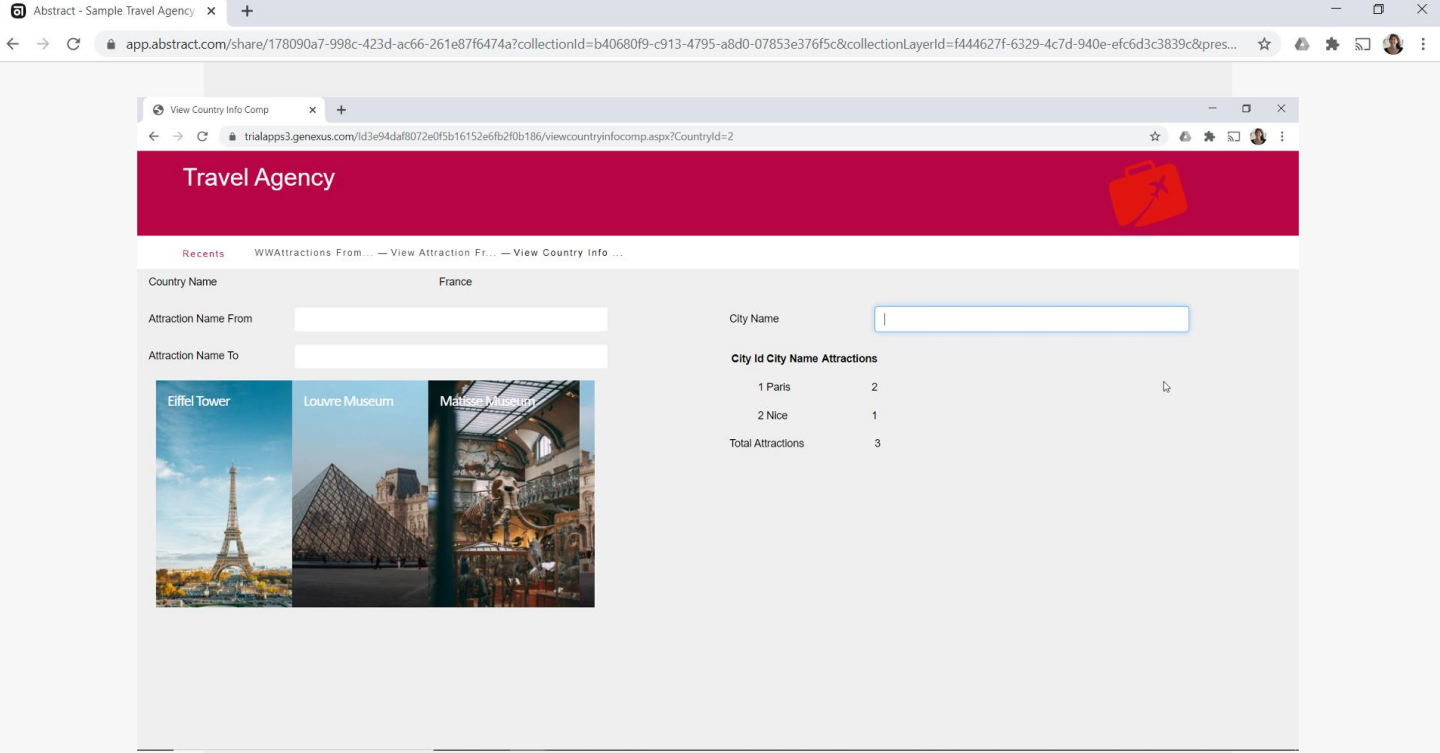 Abstract - Sample Travel Agency
app.abstract.com/share/178090a7-998c-423d-ac66-261e87f6474a?collectionId=b40680f9-c913-4795-a8d0-07853e376f5c&collectionLayerId=f444627f-6329-4c7d-940e-efc6d3c3839c&pres...
View Country Info Comp
trialapps3.genexus.com/Id3e94daf8072e0f5b16152e6fb2f0b186/viewcountryinfocomp.aspx?CountryId=2
Travel Agency
Recents WWAttractions From... — View Attraction Fr... — View Country Info ...
Country Name France
Attraction Name From
Attraction Name To
Eiffel Tower Louvre Museum Matisse Museum
City Name
City Id City Name Attractions
1 Paris 2
2 Nice 1
Total Attractions 3